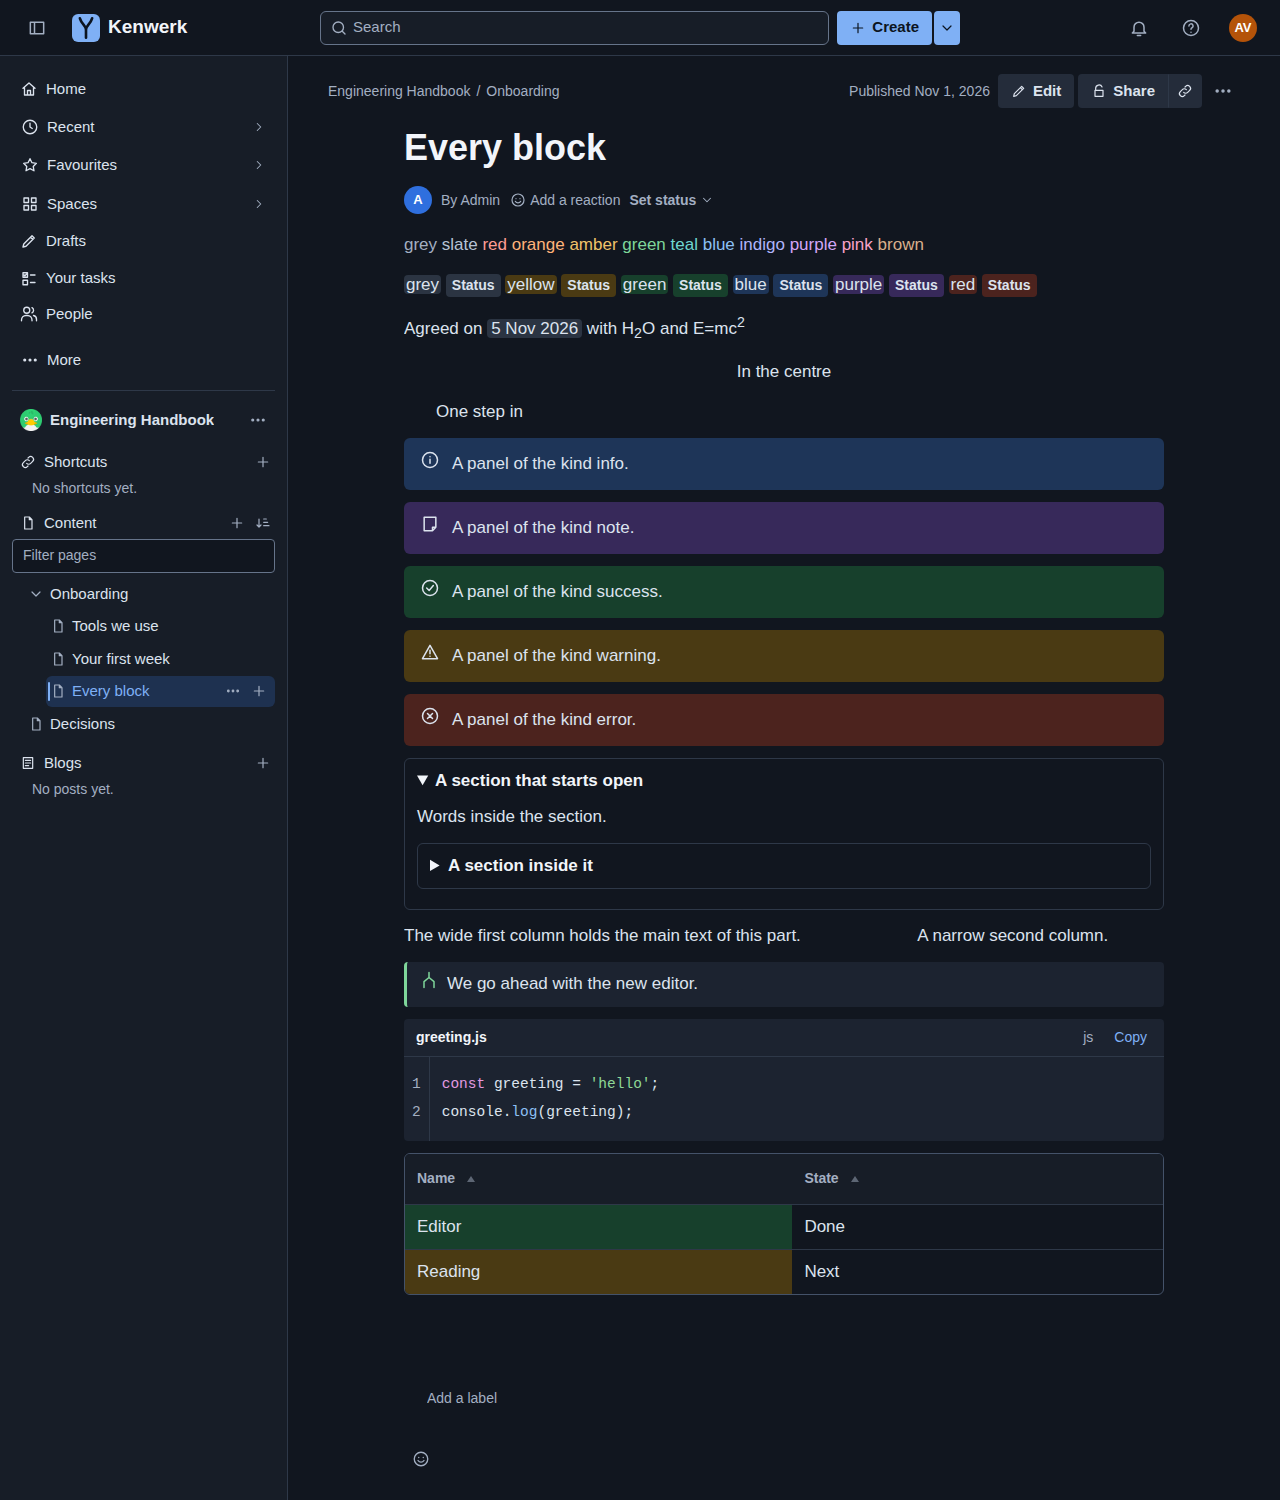 Kenwerk
Search
Create
AV
Home
Recent
Favourites
Spaces
Drafts
Your tasks
People
More
Engineering Handbook
Shortcuts
No shortcuts yet.
Content
Filter pages
Onboarding
Tools we use
Your first week
Every block
Decisions
Blogs
No posts yet.
Engineering Handbook / Onboarding
Published Nov 1, 2026
Edit
Share
Every block
A By Admin Add a reaction Set status
grey slate red orange amber green teal blue indigo purple pink brown
grey Status yellow Status green Status blue Status purple Status red Status
Agreed on 5 Nov 2026 with H2O and E=mc2
In the centre
One step in
A panel of the kind info.
A panel of the kind note.
A panel of the kind success.
A panel of the kind warning.
A panel of the kind error.
A section that starts open
Words inside the section.
A section inside it
The wide first column holds the main text of this part.
A narrow second column.
We go ahead with the new editor.
greeting.js
js
Copy
1 const greeting = 'hello';
2 console.log(greeting);
Name State
Editor Done
Reading Next
Add a label